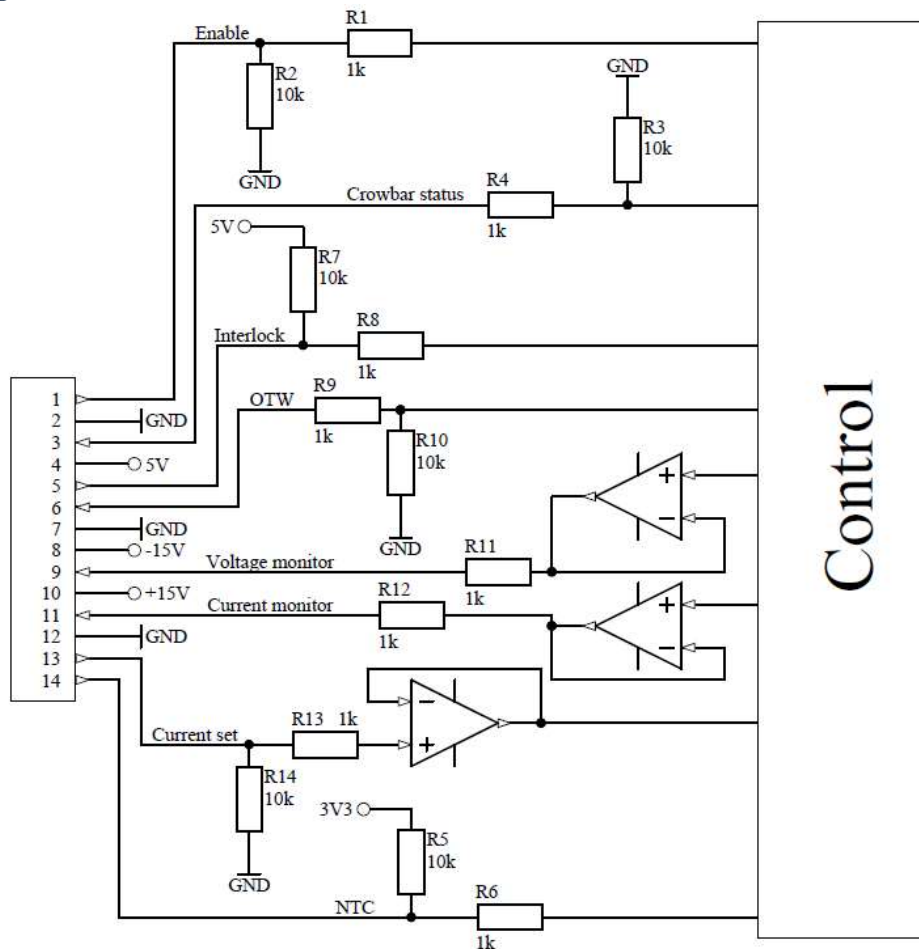 Enable
R1
1k
R2
10k
GND
GND
R3
10k
Crowbar status
R4
1k
5V
R7
10k
Interlock
R8
1k
OTW
R9
1k
R10
10k
GND
1
2
GND
3
4
5V
5
6
7
GND
8
-15V
9
10
+15V
11
12
GND
13
14
+
−
Voltage monitor
R11
1k
Current monitor
R12
1k
+
−
Current set
R13 1k
−
+
R14
10k
GND
3V3
R5
10k
NTC
R6
1k
Control